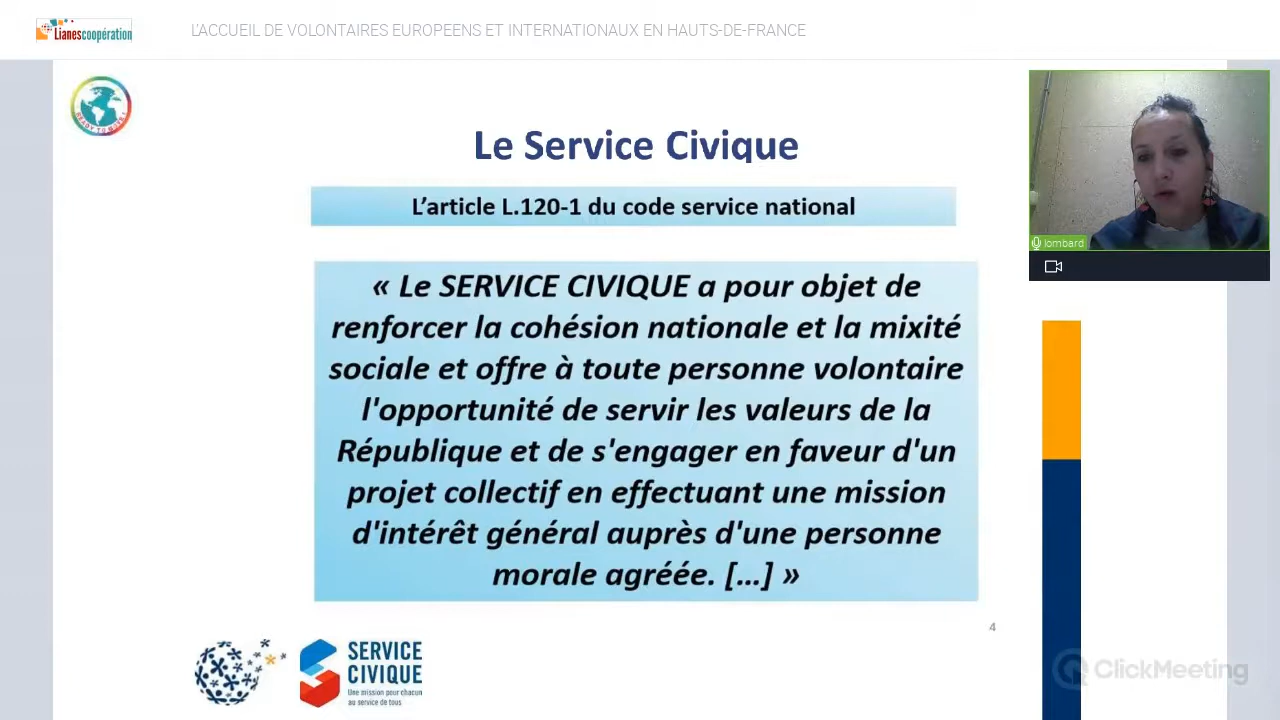 Lianescoopération
L'ACCUEIL DE VOLONTAIRES EUROPEENS ET INTERNATIONAUX EN HAUTS-DE-FRANCE
Le Service Civique
L'article L.120-1 du code service national
« Le SERVICE CIVIQUE a pour objet de
renforcer la cohésion nationale et la mixité
sociale et offre à toute personne volontaire
l'opportunité de servir les valeurs de la
République et de s'engager en faveur d'un
projet collectif en effectuant une mission
d'intérêt général auprès d'une personne
morale agréée. [...] »
lombard
4
SERVICE
CIVIQUE
Une mission pour chacun
au service de tous
ClickMeeting